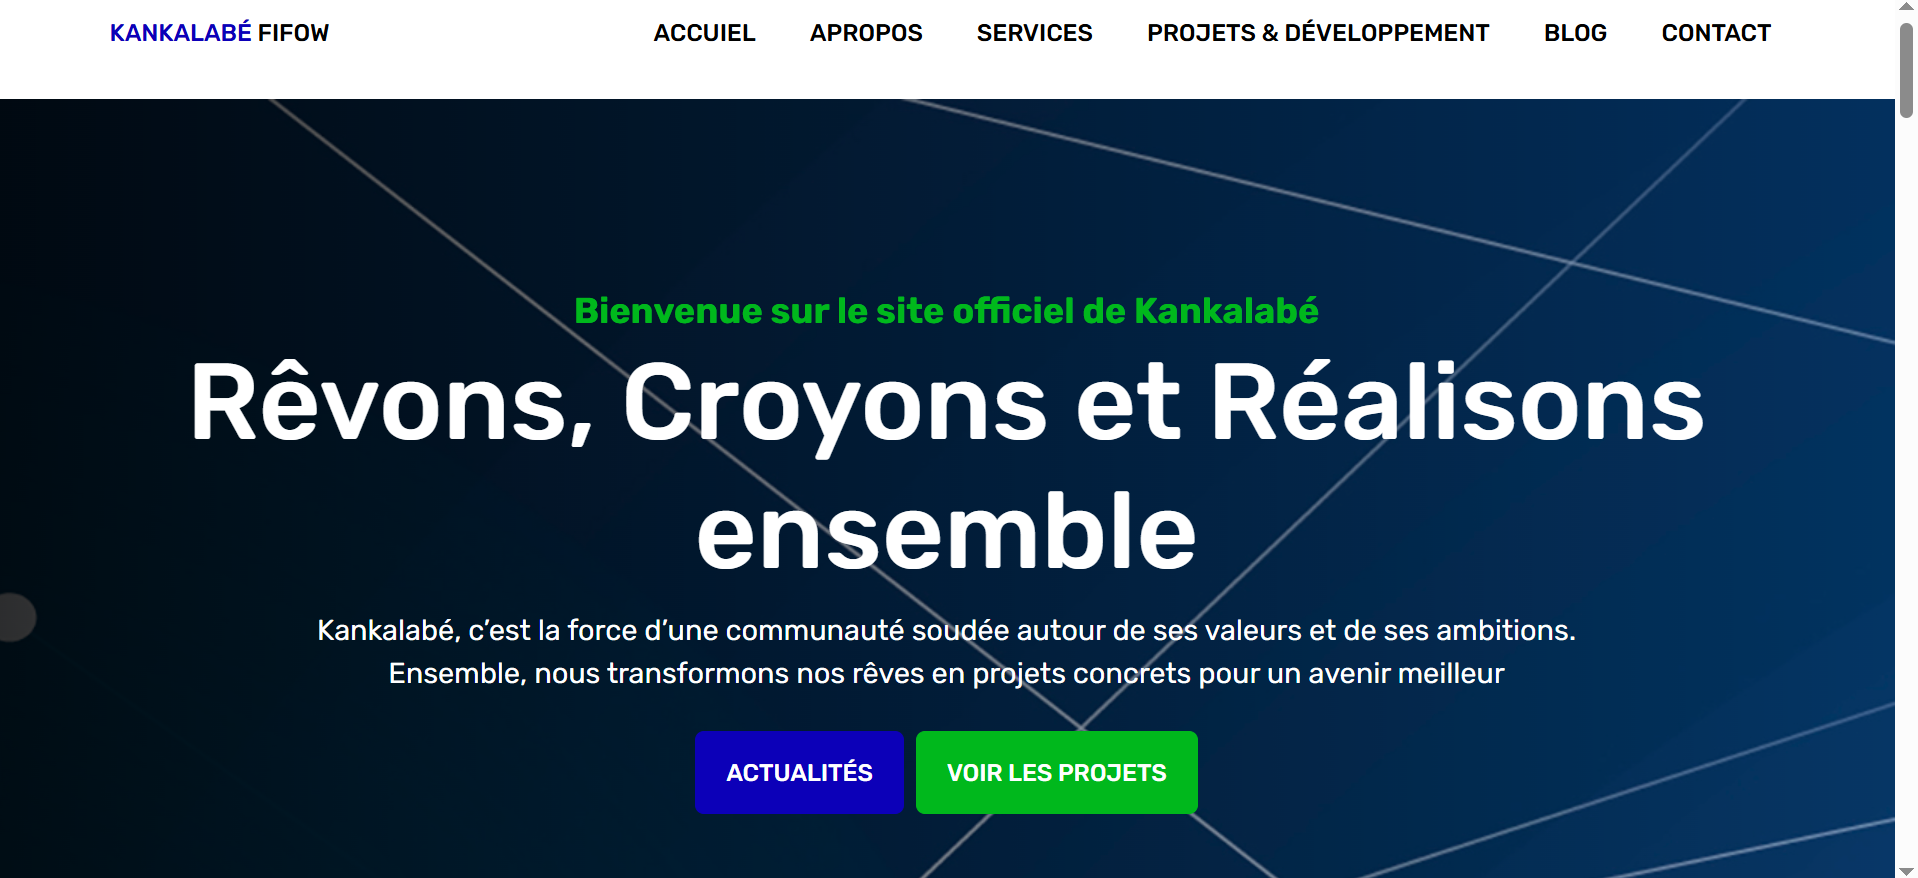 KANKALABÉ FIFOW
ACCUIEL
APROPOS
SERVICES
PROJETS & DÉVELOPPEMENT
BLOG
CONTACT
Bienvenue sur le site officiel de Kankalabé
Rêvons, Croyons et Réalisons
ensemble
Kankalabé, c’est la force d’une communauté soudée autour de ses valeurs et de ses ambitions.
Ensemble, nous transformons nos rêves en projets concrets pour un avenir meilleur
ACTUALITÉS
VOIR LES PROJETS